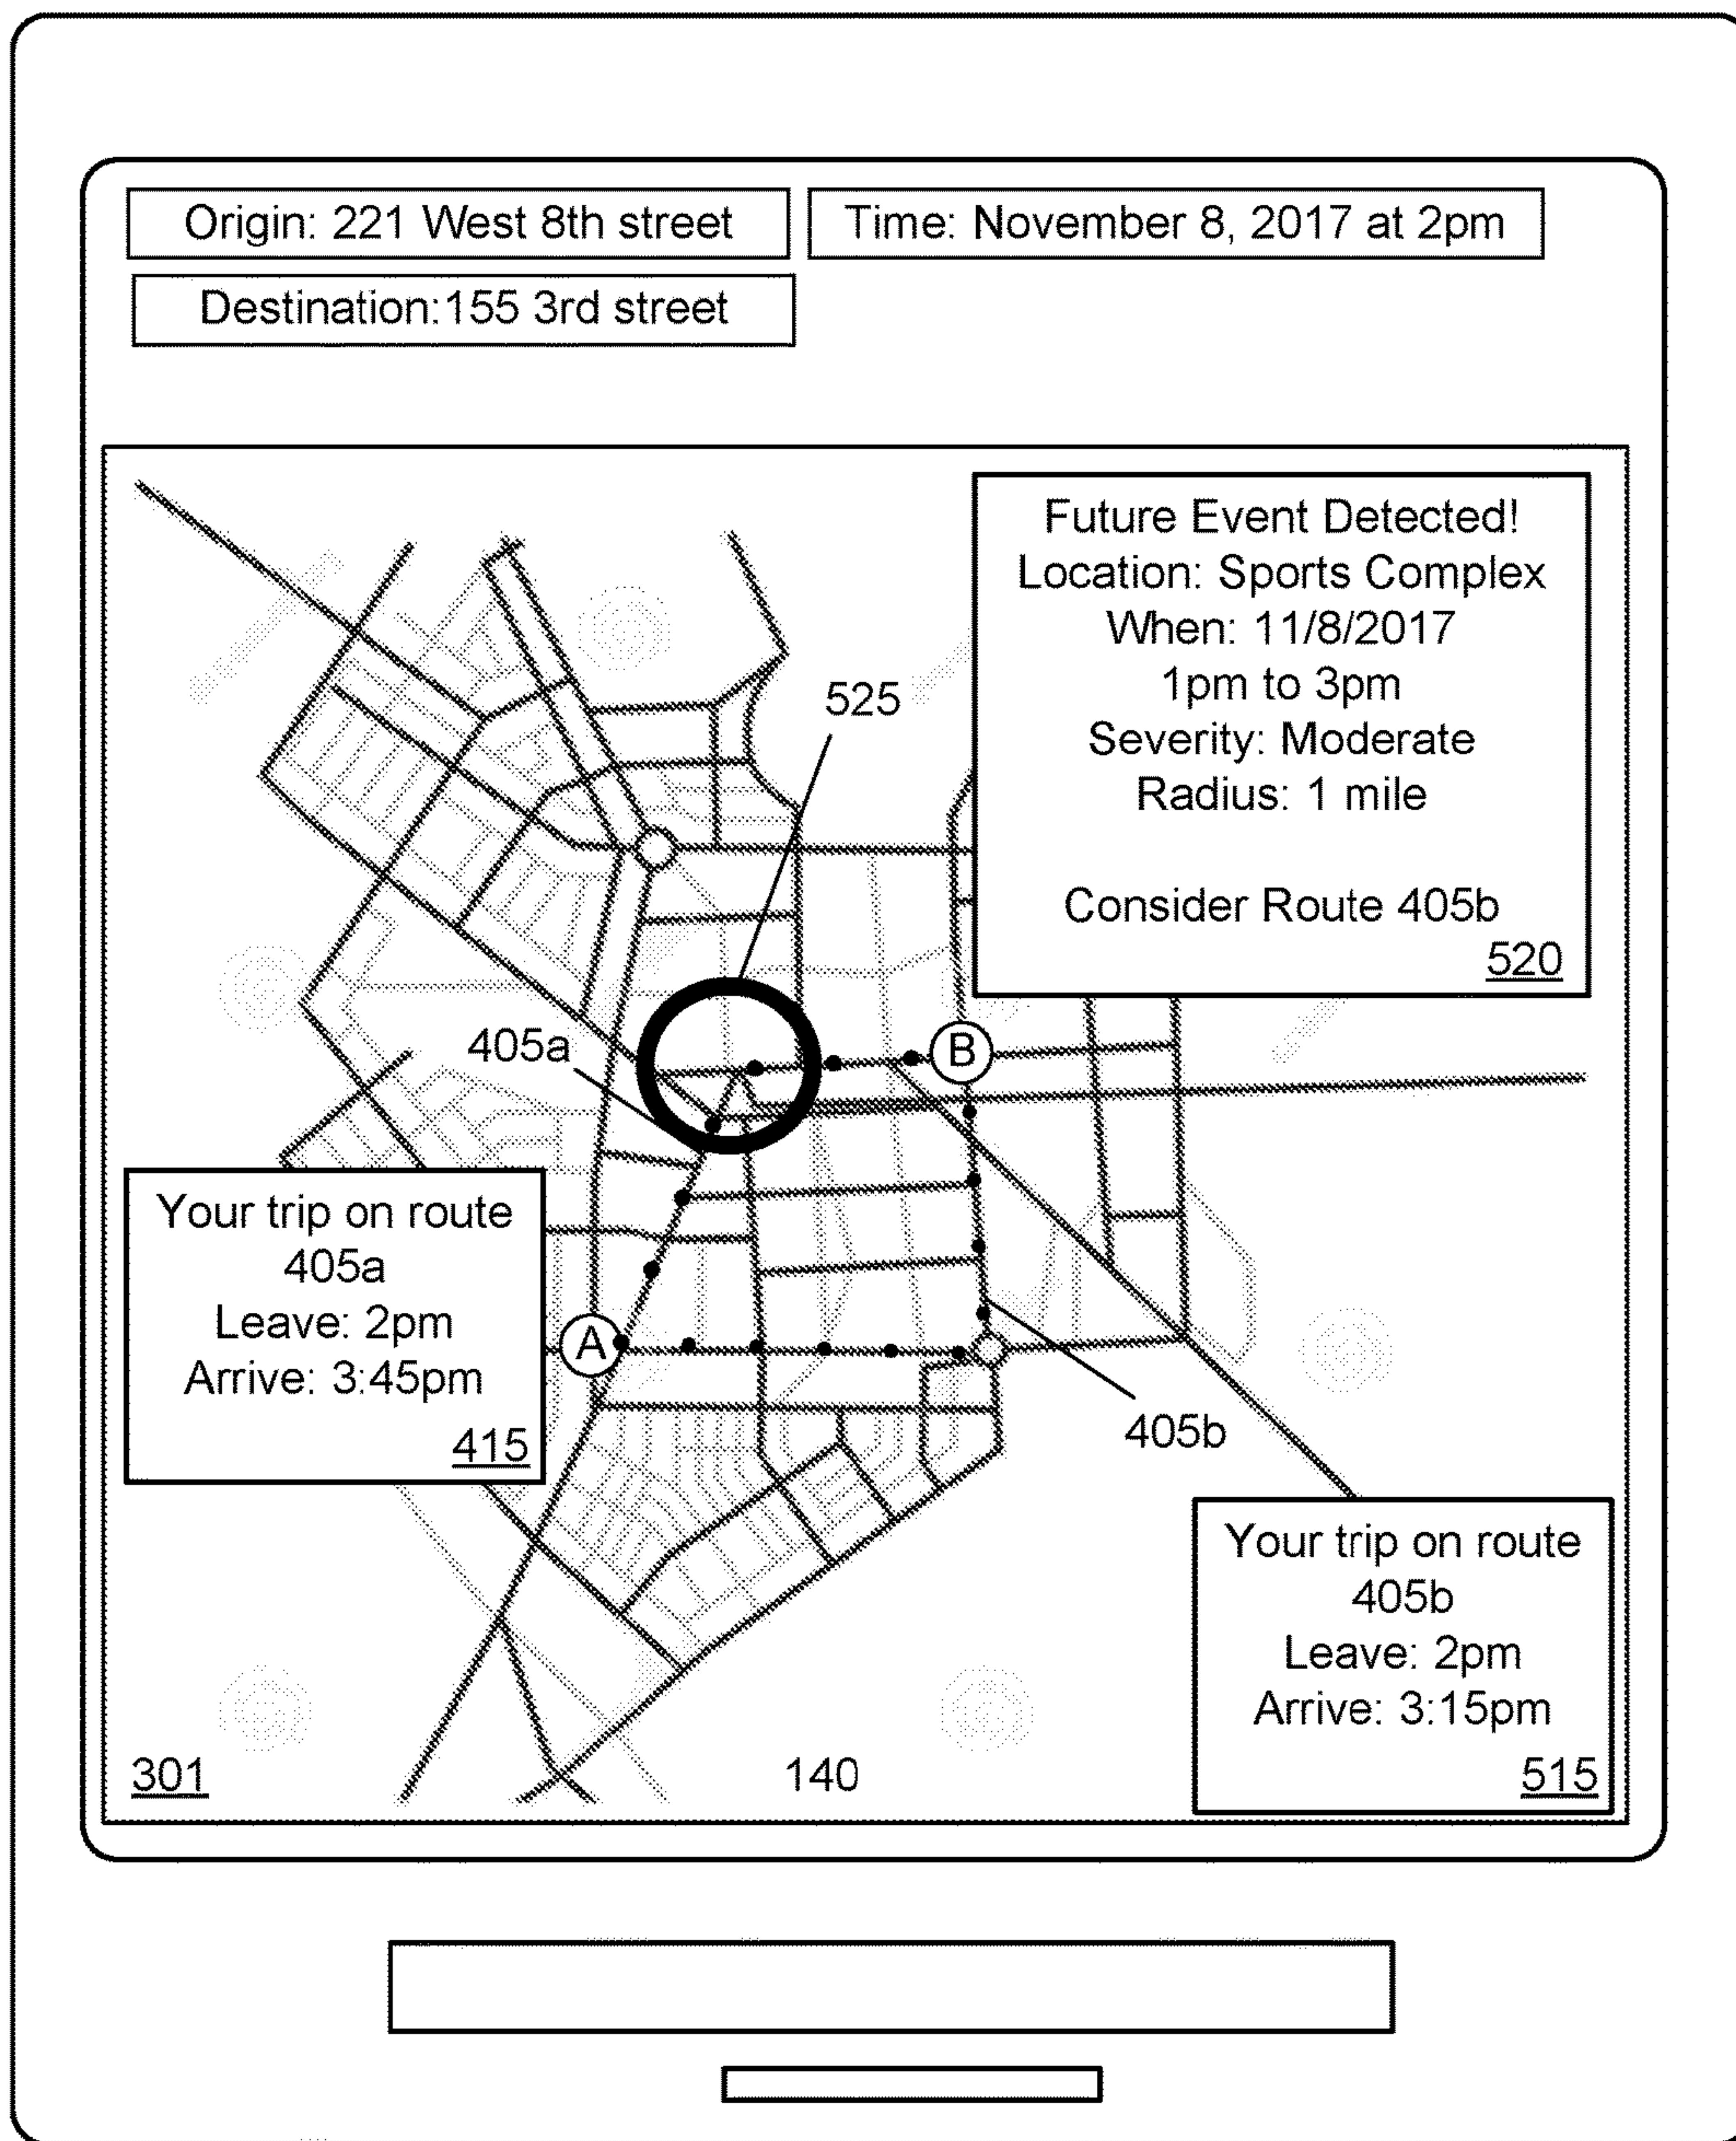 Origin: 221 West 8th street
Time: November 8, 2017 at 2pm
Destination:155 3rd street
Future Event Detected!
Location: Sports Complex
When: 11/8/2017
1pm to 3pm
Severity: Moderate
Radius: 1 mile
Consider Route 405b
520
525
405a
B
Your trip on route
405a
Leave: 2pm
Arrive: 3:45pm
415
A
405b
Your trip on route
405b
Leave: 2pm
Arrive: 3:15pm
515
301
140